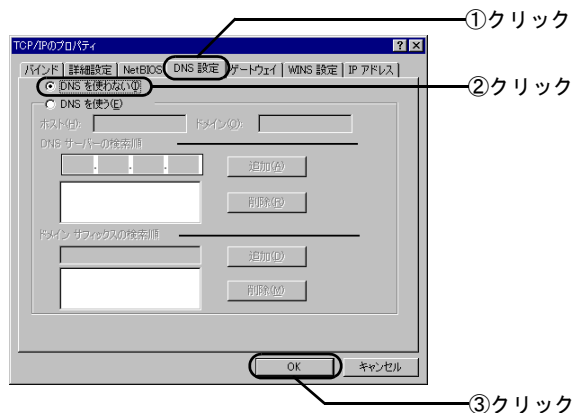 ①クリック
TCP/IPのプロパティ
バインド 詳細設定 NetBIOS DNS 設定 ゲートウェイ WINS 設定 IP アドレス
DNS を使わない(I)
②クリック
DNS を使う(E)
ホスト(H): ドメイン(O):
DNS サーバーの検索順
追加(A)
削除(R)
ドメイン サフィックスの検索順
追加(D)
削除(M)
OK キャンセル
③クリック